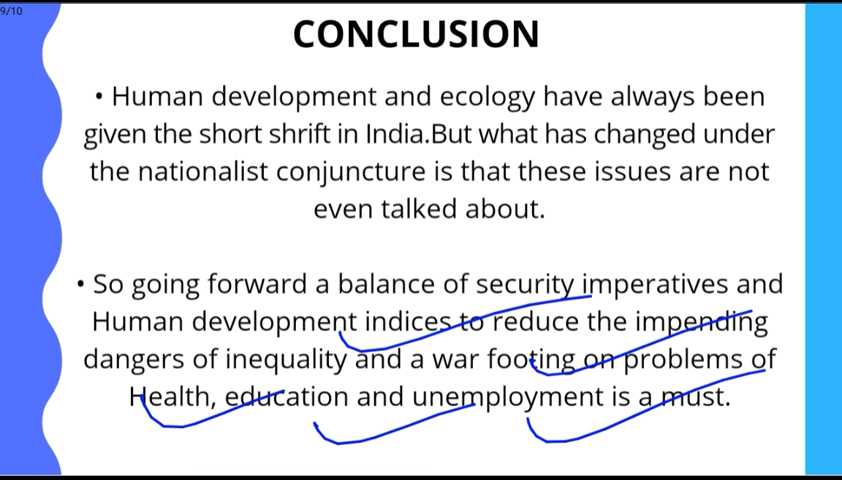 9/10
CONCLUSION
• Human development and ecology have always been
given the short shrift in India.But what has changed under
the nationalist conjuncture is that these issues are not
even talked about.
• So going forward a balance of security imperatives and
Human development indices to reduce the impending
dangers of inequality and a war footing on problems of
Health, education and unemployment is a must.